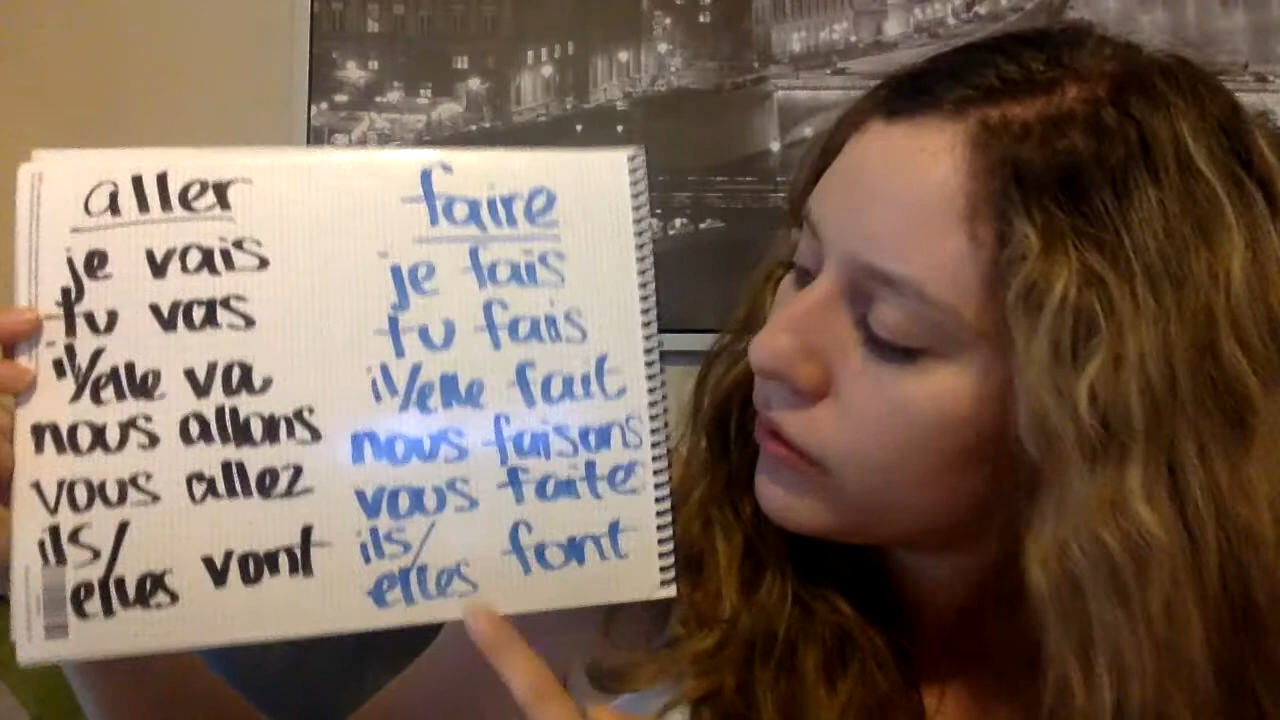 aller
je vais
tu vas
il/elle va
nous allons
vous allez
ils/
elles vont
faire
je fais
tu fais
il/elle fait
nous faisons
vous faites
ils/
elles font